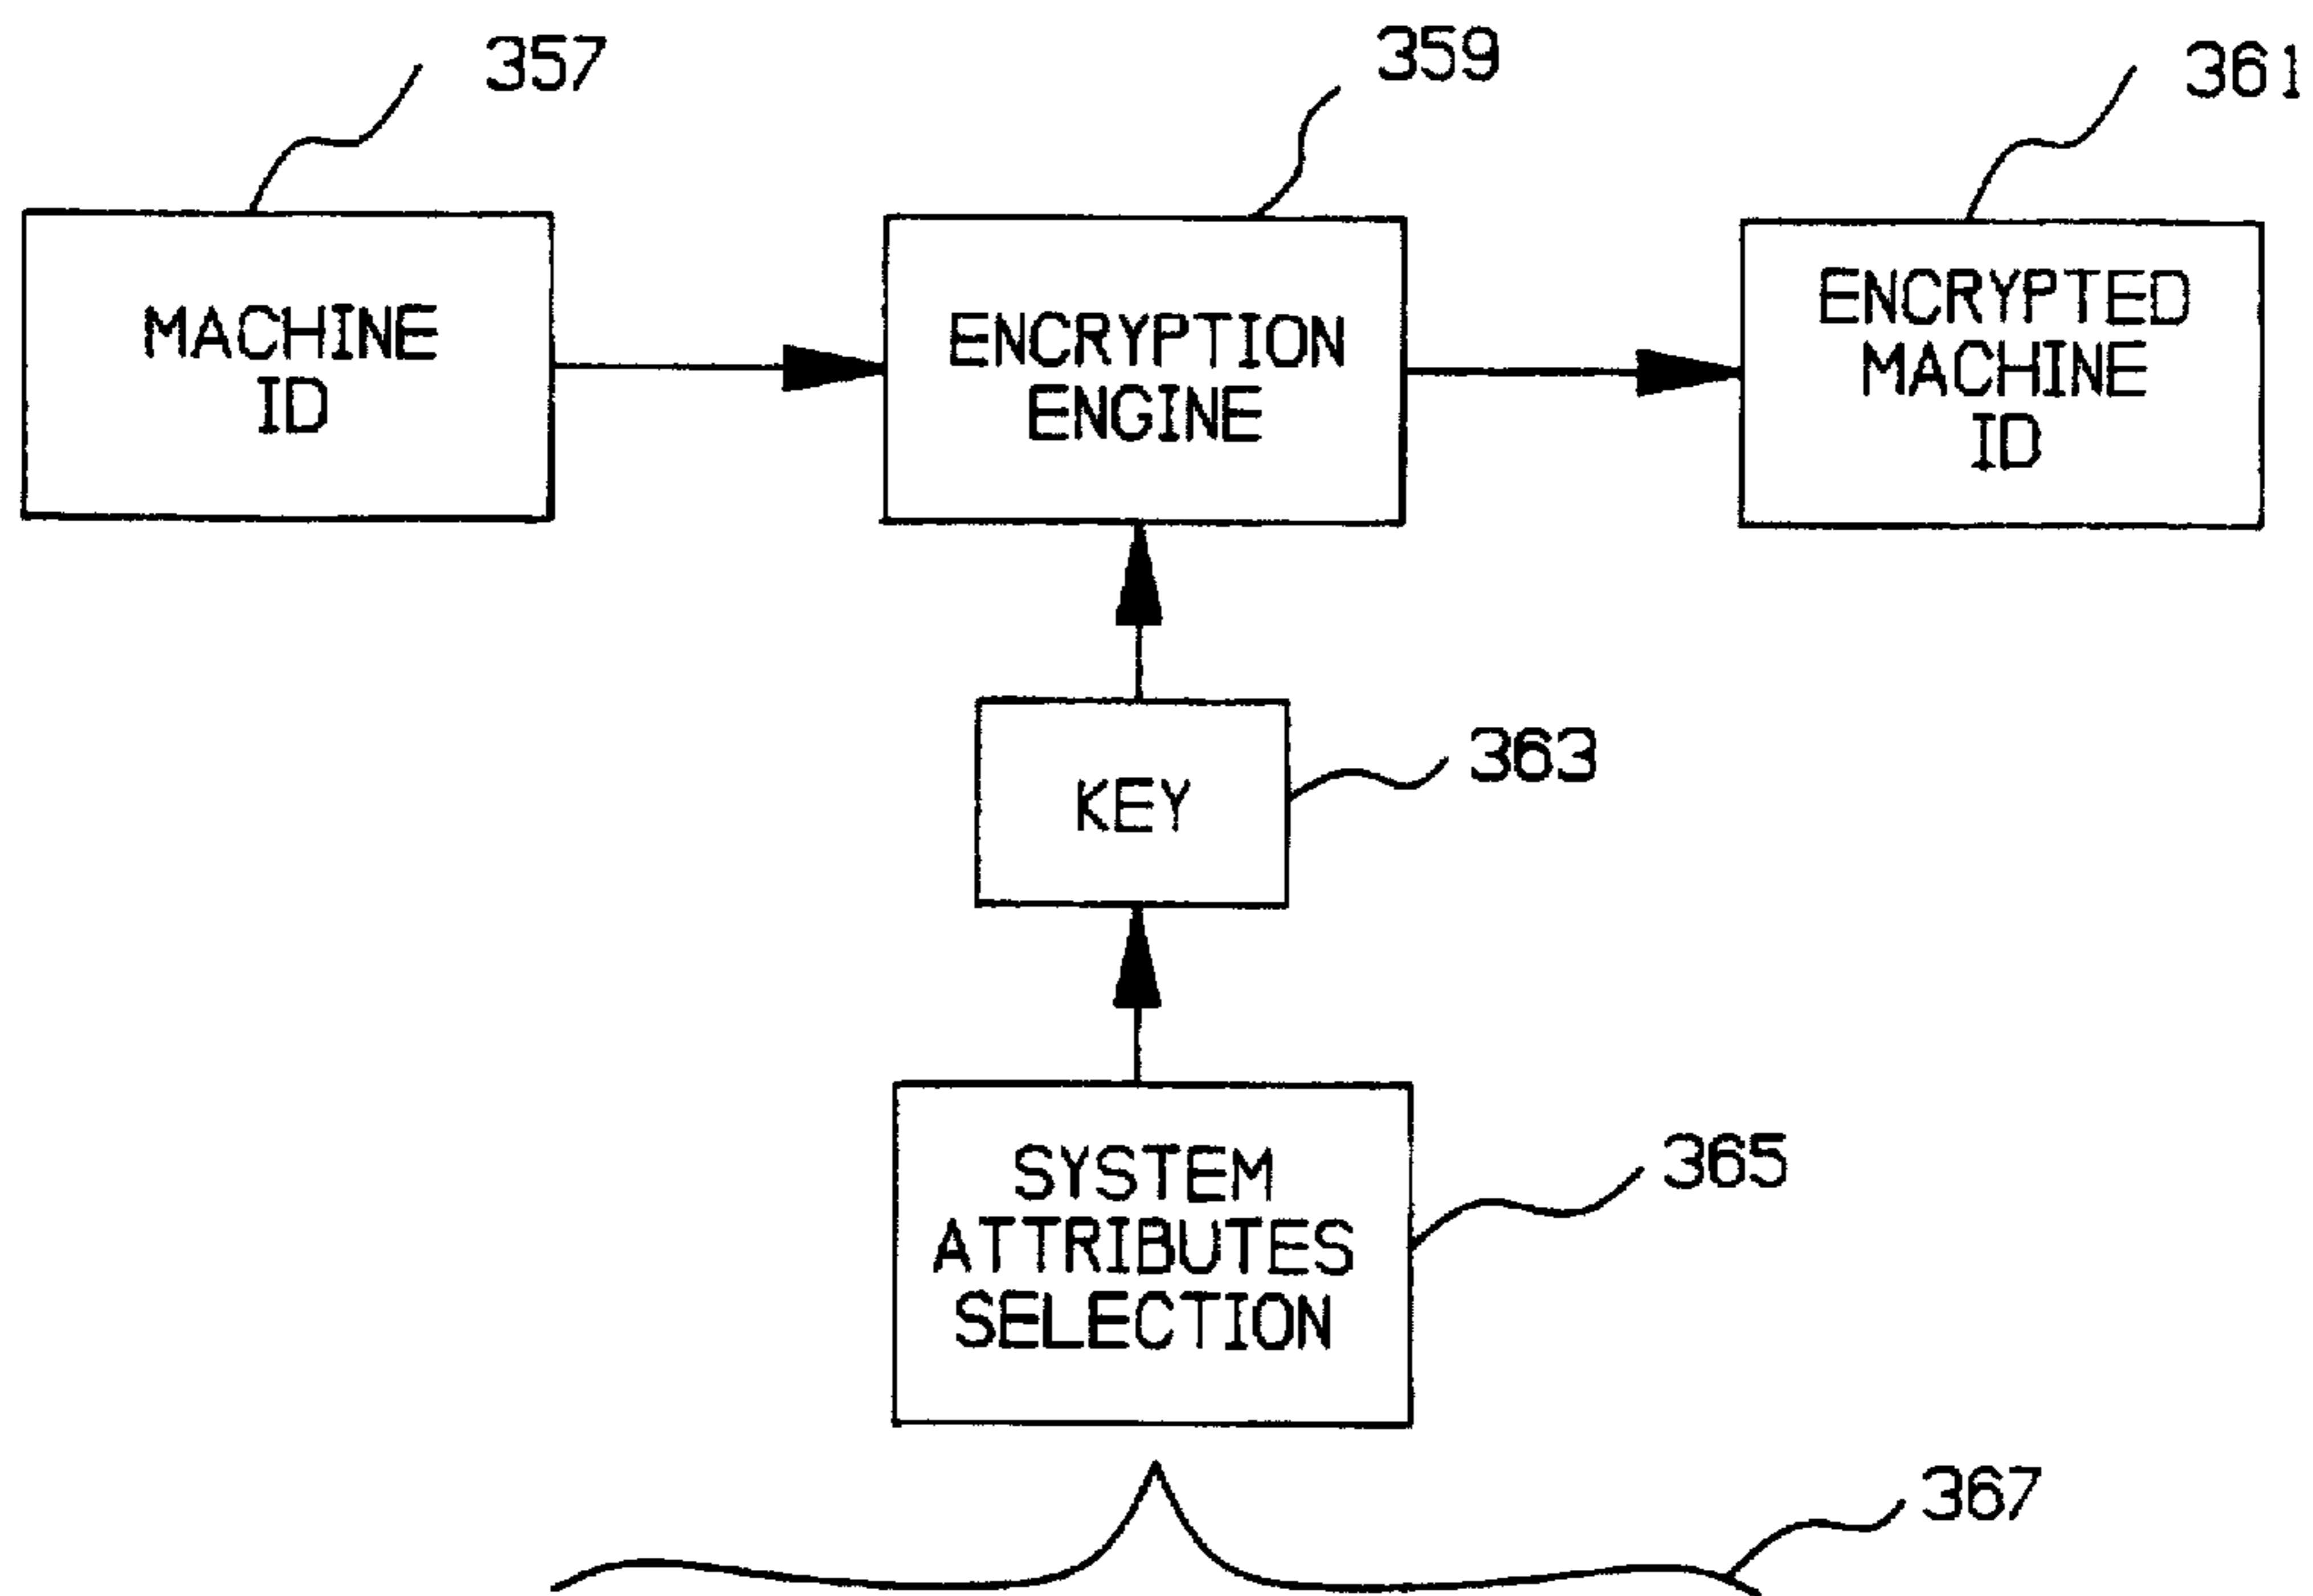 357
359
361
MACHINE
ID
ENCRYPTION
ENGINE
ENCRYPTED
MACHINE
ID
KEY
363
SYSTEM
ATTRIBUTES
SELECTION
365
367